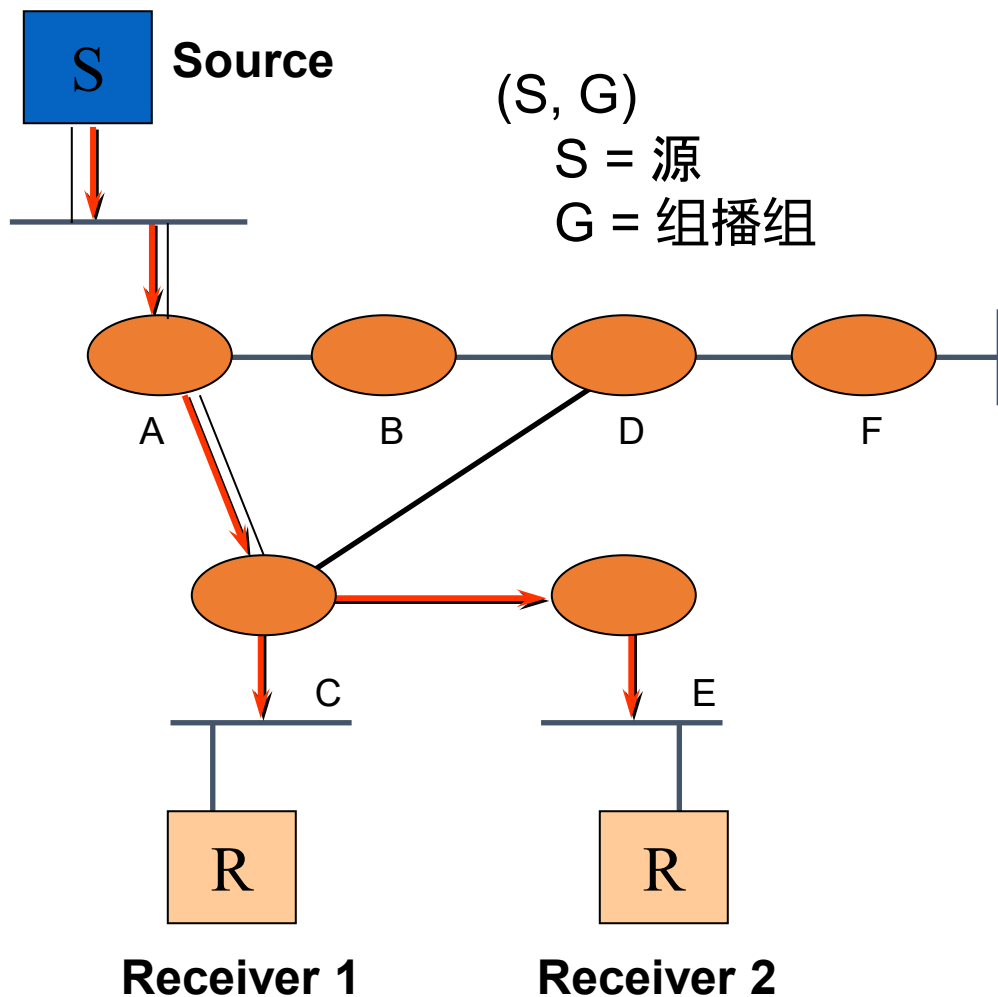 S
Source
(S, G)
S = 源
G = 组播组
A
B
D
F
C
E
R
R
Receiver 1
Receiver 2